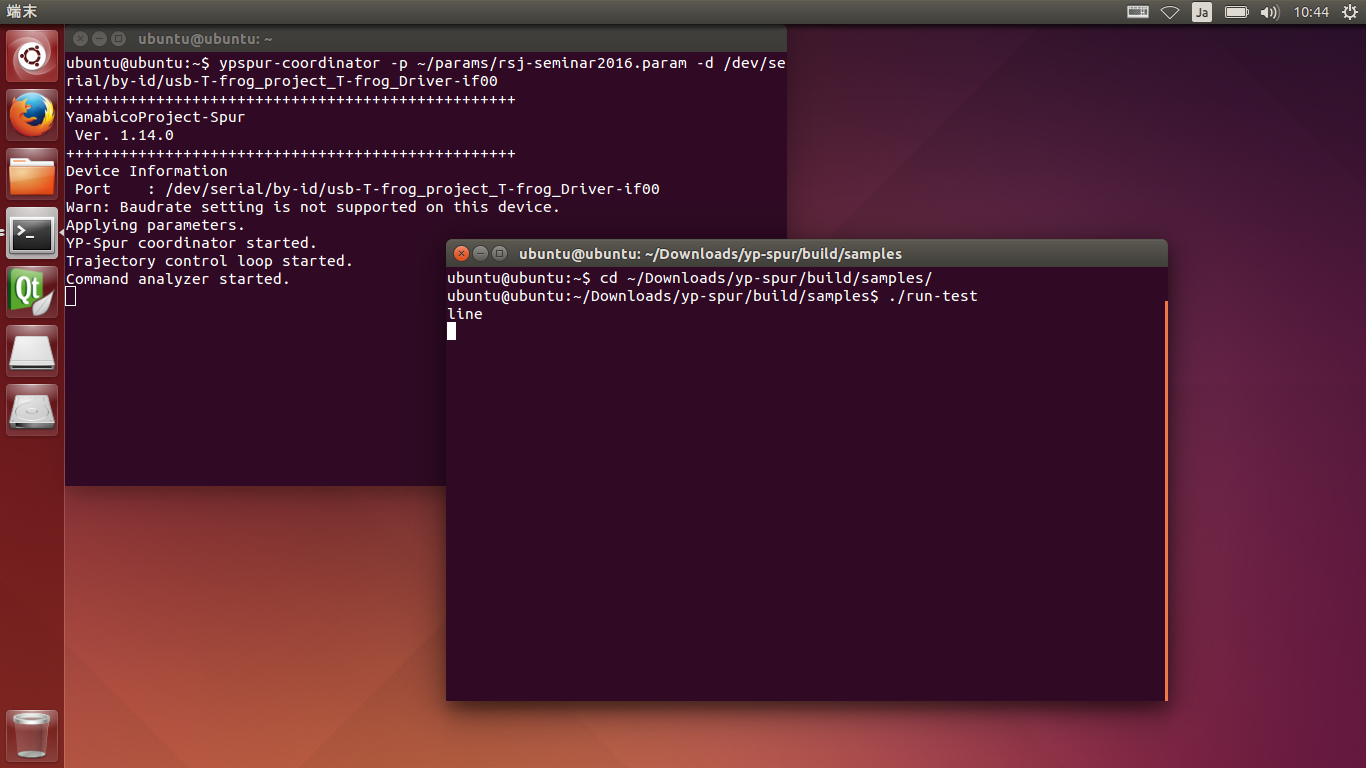 端末
Ja
10:44
ubuntu@ubuntu: ~
ubuntu@ubuntu:~$ ypspur-coordinator -p ~/params/rsj-seminar2016.param -d /dev/se
rial/by-id/usb-T-frog_project_T-frog_Driver-if00
++++++++++++++++++++++++++++++++++++++++++++++++++
YamabicoProject-Spur
 Ver. 1.14.0
++++++++++++++++++++++++++++++++++++++++++++++++++
Device Information
 Port    : /dev/serial/by-id/usb-T-frog_project_T-frog_Driver-if00
Warn: Baudrate setting is not supported on this device.
Applying parameters.
YP-Spur coordinator started.
Trajectory control loop started.
Command analyzer started.
ubuntu@ubuntu: ~/Downloads/yp-spur/build/samples
ubuntu@ubuntu:~$ cd ~/Downloads/yp-spur/build/samples/
ubuntu@ubuntu:~/Downloads/yp-spur/build/samples$ ./run-test
line
>_
Qt